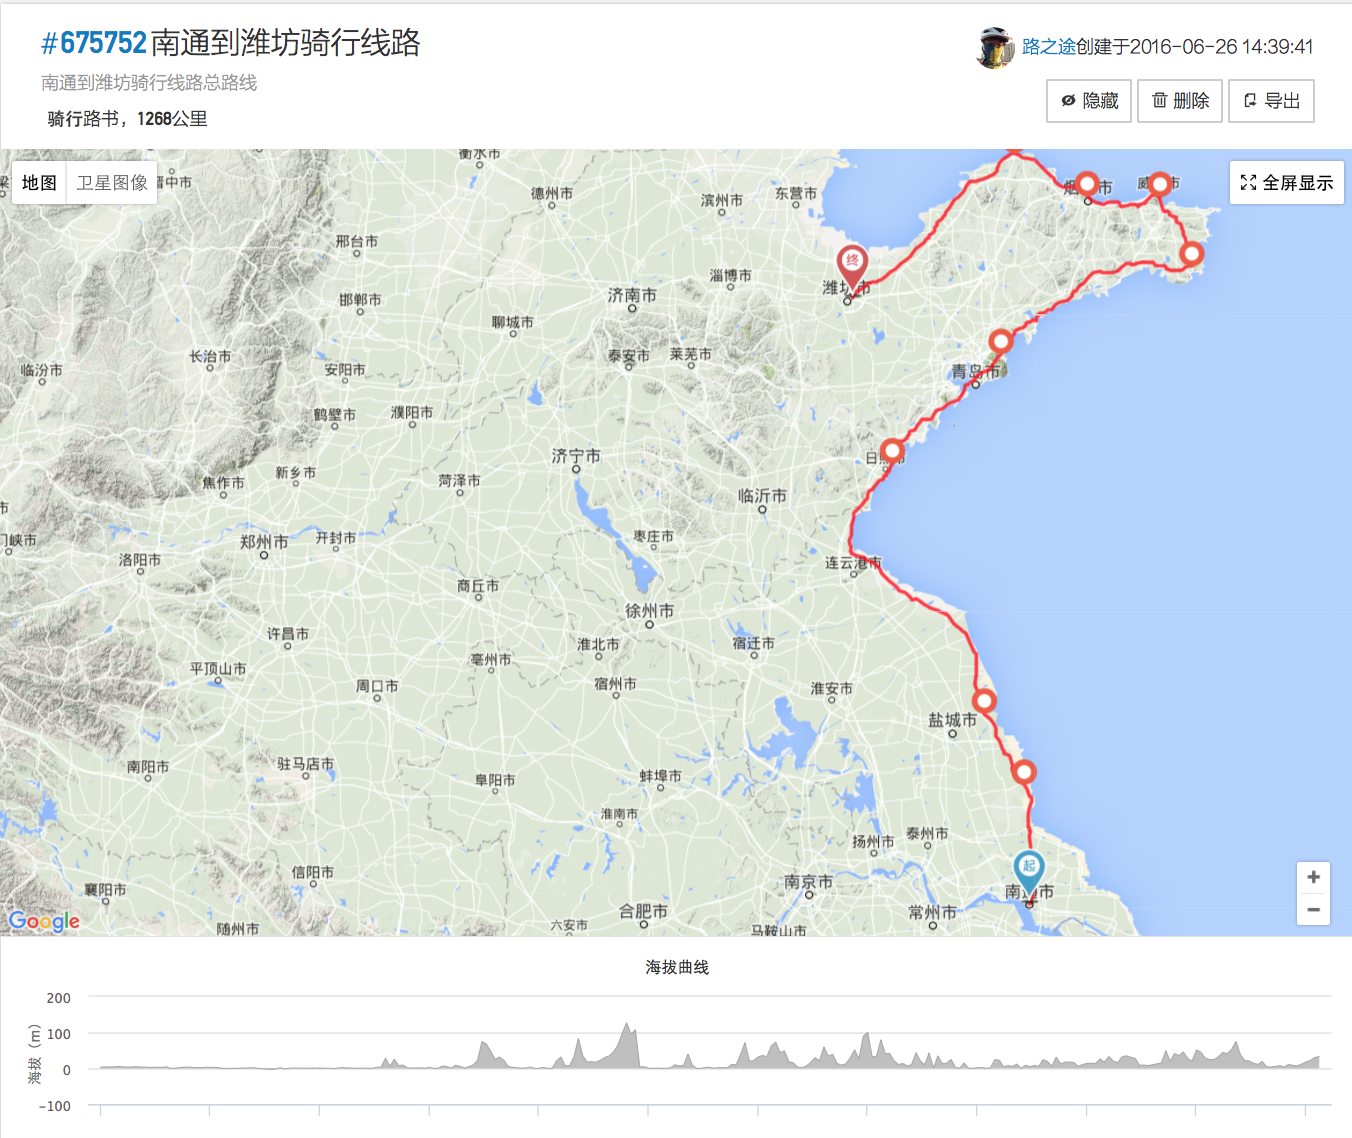 #675752南通到潍坊骑行线路
路之途创建于2016-06-26 14:39:41
南通到潍坊骑行线路总路线
骑行路书，1268公里
隐藏
删除
导出
地图
卫星图像
全屏显示
晋中市
衡水市
德州市
滨州市
东营市
烟台市
威海市
邢台市
淄博市
终
潍坊市
济南市
邯郸市
聊城市
青岛市
泰安市
莱芜市
长治市
临汾市
安阳市
鹤壁市
濮阳市
济宁市
日照市
新乡市
焦作市
菏泽市
临沂市
郑州市
开封市
枣庄市
门峡市
洛阳市
连云港市
商丘市
徐州市
许昌市
淮北市
宿迁市
平顶山市
亳州市
周口市
宿州市
淮安市
盐城市
南阳市
驻马店市
阜阳市
蚌埠市
淮南市
扬州市
泰州市
信阳市
起
襄阳市
南京市
南通市
合肥市
常州市
随州市
六安市
马鞍山市
Google
+
−
海拔曲线
海拔（m）
200
100
0
-100